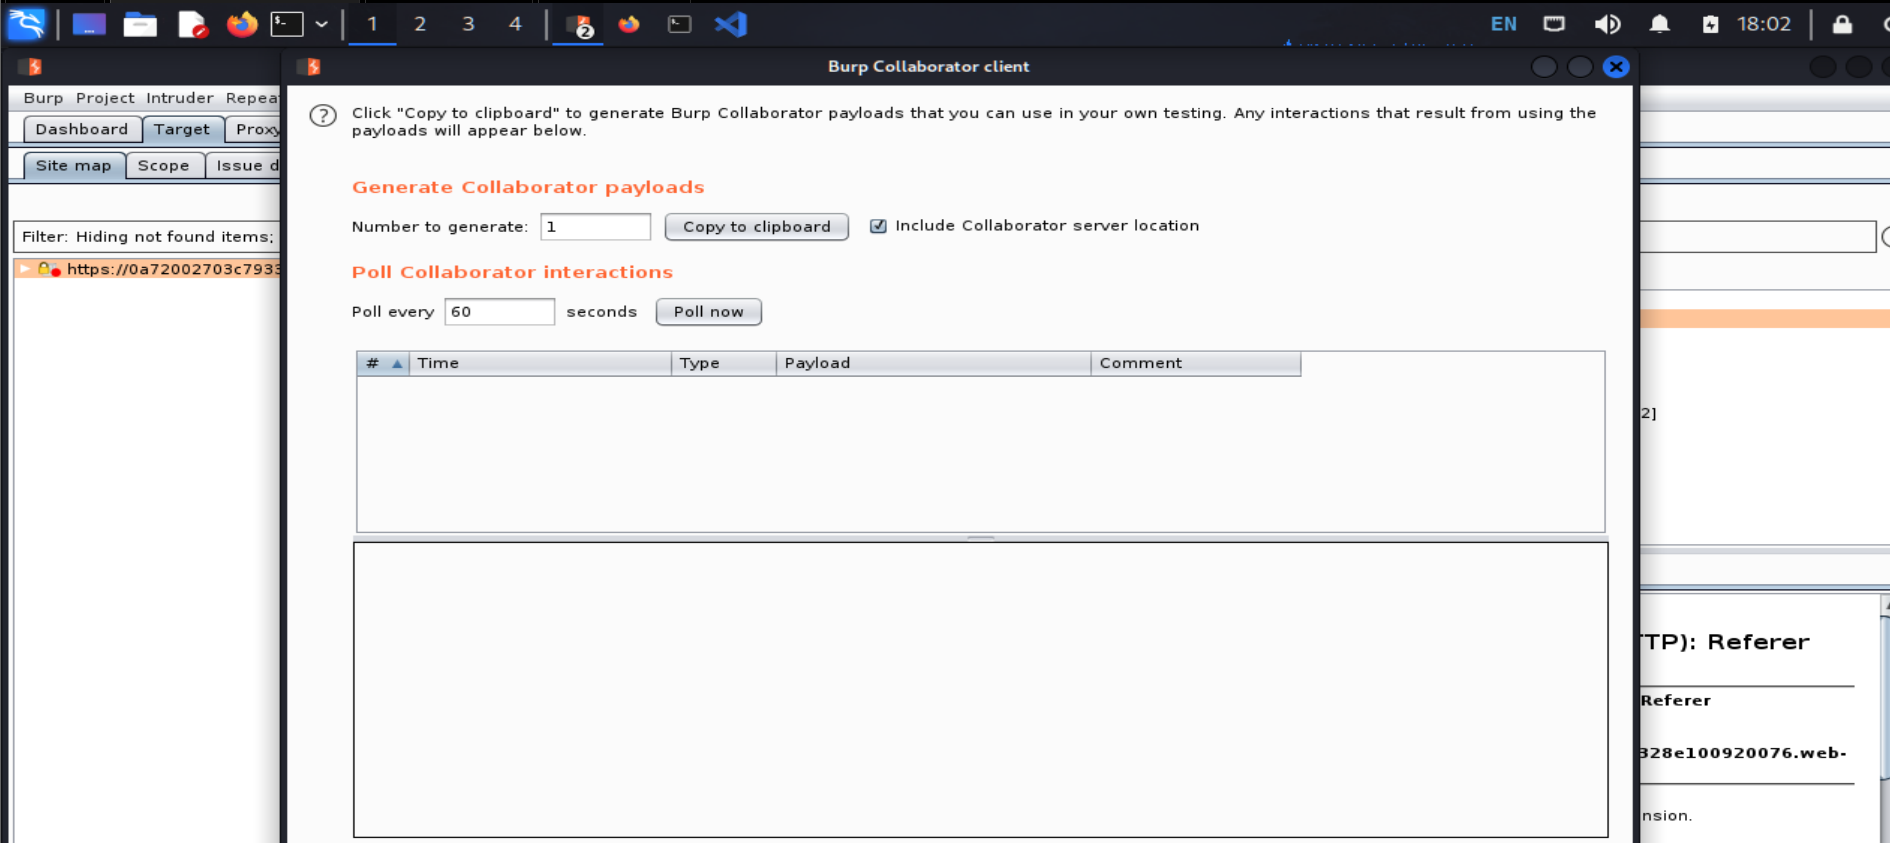 1 2 3 4 2 EN 18:02
Burp Collaborator client
Burp Project Intruder
Dashboard Target Proxy
Site map Scope Issue
Filter: Hiding not found items;
https://0a72002703c7933
Click "Copy to clipboard" to generate Burp Collaborator payloads that you can use in your own testing. Any interactions that result from using the
payloads will appear below.
Generate Collaborator payloads
Number to generate: 1 Copy to clipboard Include Collaborator server location
Poll Collaborator interactions
Poll every 60 seconds Poll now
# Time Type Payload Comment
2]
TP): Referer
Referer
328e100920076.web-
nsion.